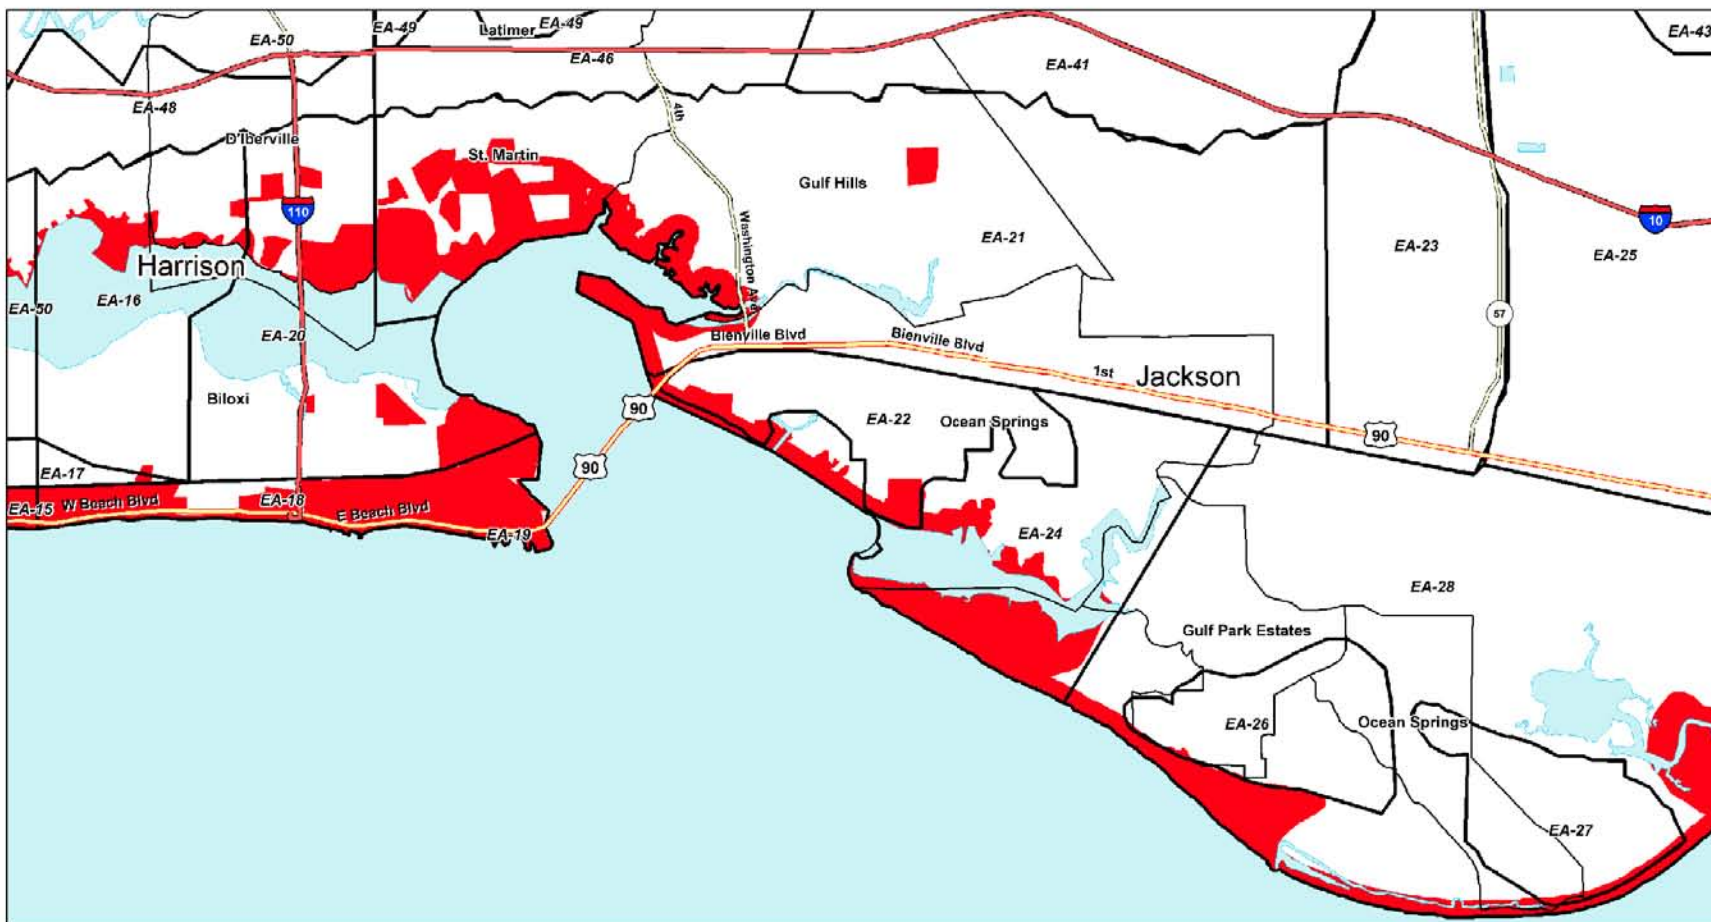 EA-49
Latimer
EA-49
EA-43
EA-50
EA-46
EA-41
EA-48
4th
D'Iberville
St. Martin
Gulf Hills
110
10
Washington Ave
EA-21
EA-23
EA-25
Harrison
EA-16
EA-50
57
EA-20
Bienville Blvd
Bienville Blvd
1st
Jackson
Biloxi
90
EA-22
Ocean Springs
90
90
EA-17
W Beach Blvd
EA-18
EA-15
E Beach Blvd
EA-19
EA-24
EA-28
Gulf Park Estates
EA-26
Ocean Springs
EA-27